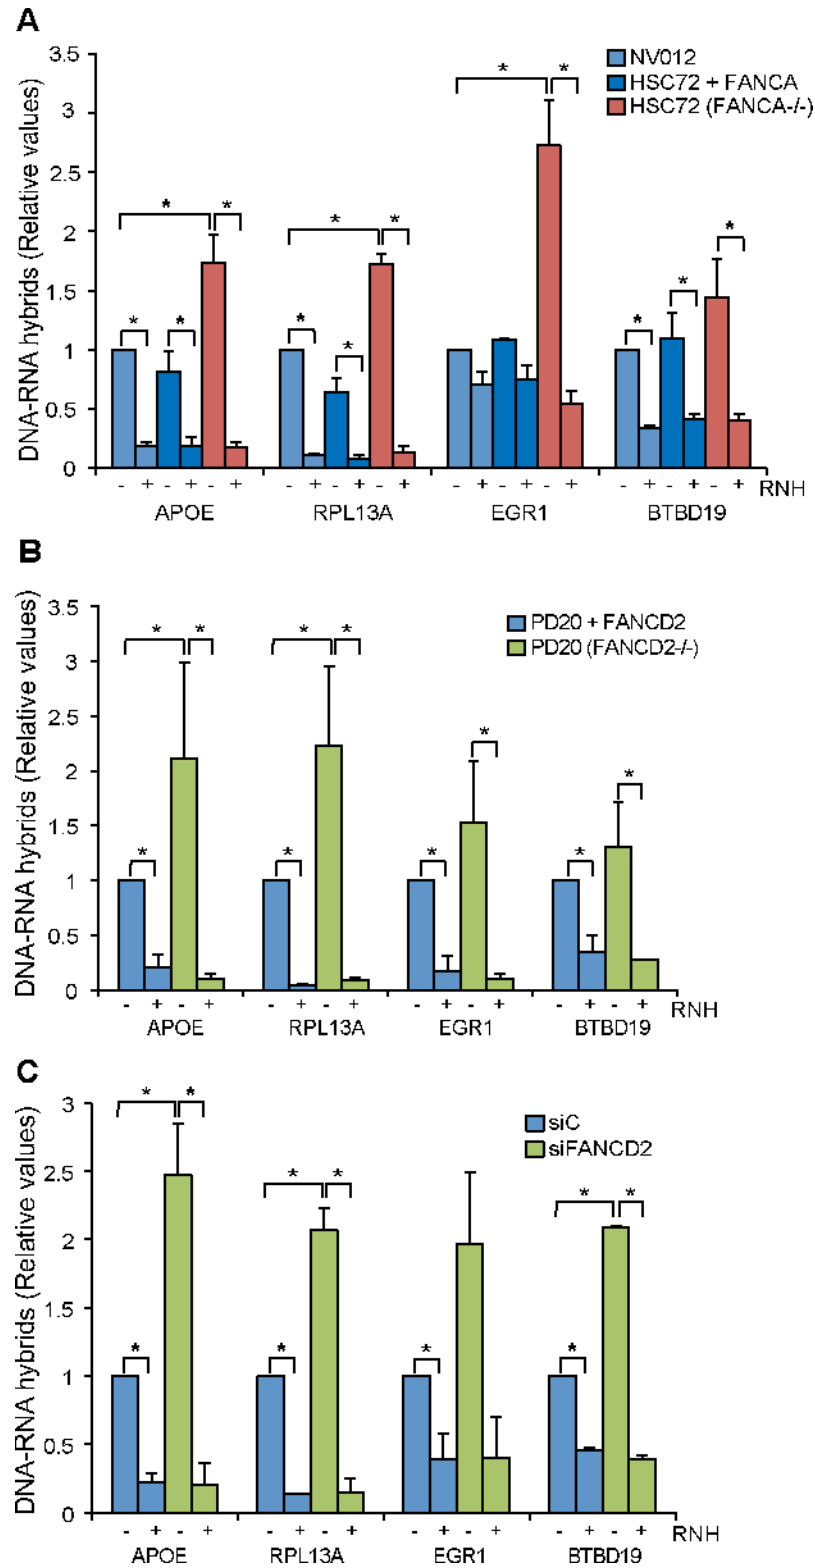 A
DNA-RNA hybrids (Relative values)
3.5
3
2.5
2
1.5
1
0.5
0
NV012
HSC72 + FANCA
HSC72 (FANCA-/-)
* * * *
* * * *
* *
* * *
- + - + - + - + - + - + - + - + - + - + - + - + RNH
APOE RPL13A EGR1 BTBD19
B
DNA-RNA hybrids (Relative values)
3.5
3
2.5
2
1.5
1
0.5
0
PD20 + FANCD2
PD20 (FANCD2-/-)
* * *
* * *
* *
* *
- + - + - + - + - + - + - + - + RNH
APOE RPL13A EGR1 BTBD19
C
DNA-RNA hybrids (Relative values)
3
2.5
2
1.5
1
0.5
0
siC
siFANCD2
* * *
* * *
*
* * *
- + - + - + - + - + - + - + - + RNH
APOE RPL13A EGR1 BTBD19